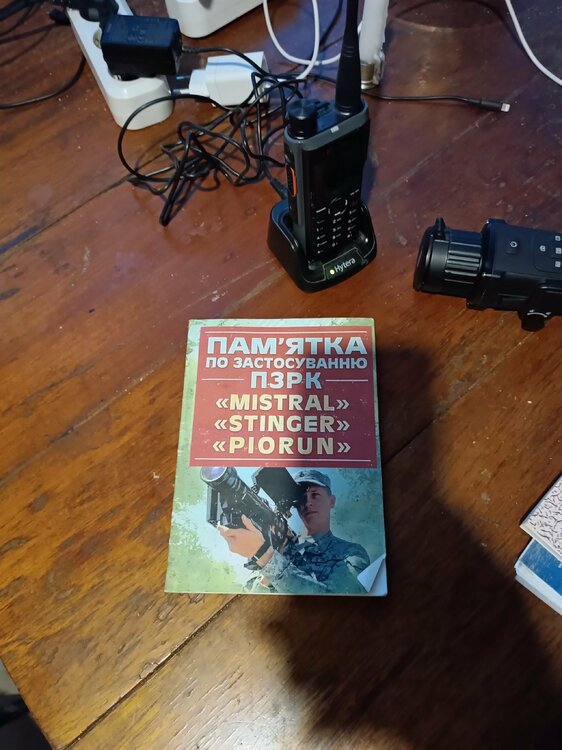 Hytera
ПАМ'ЯТКА
ПО ЗАСТОСУВАННЮ
ПЗРК
«MISTRAL»
«STINGER»
«PIORUN»